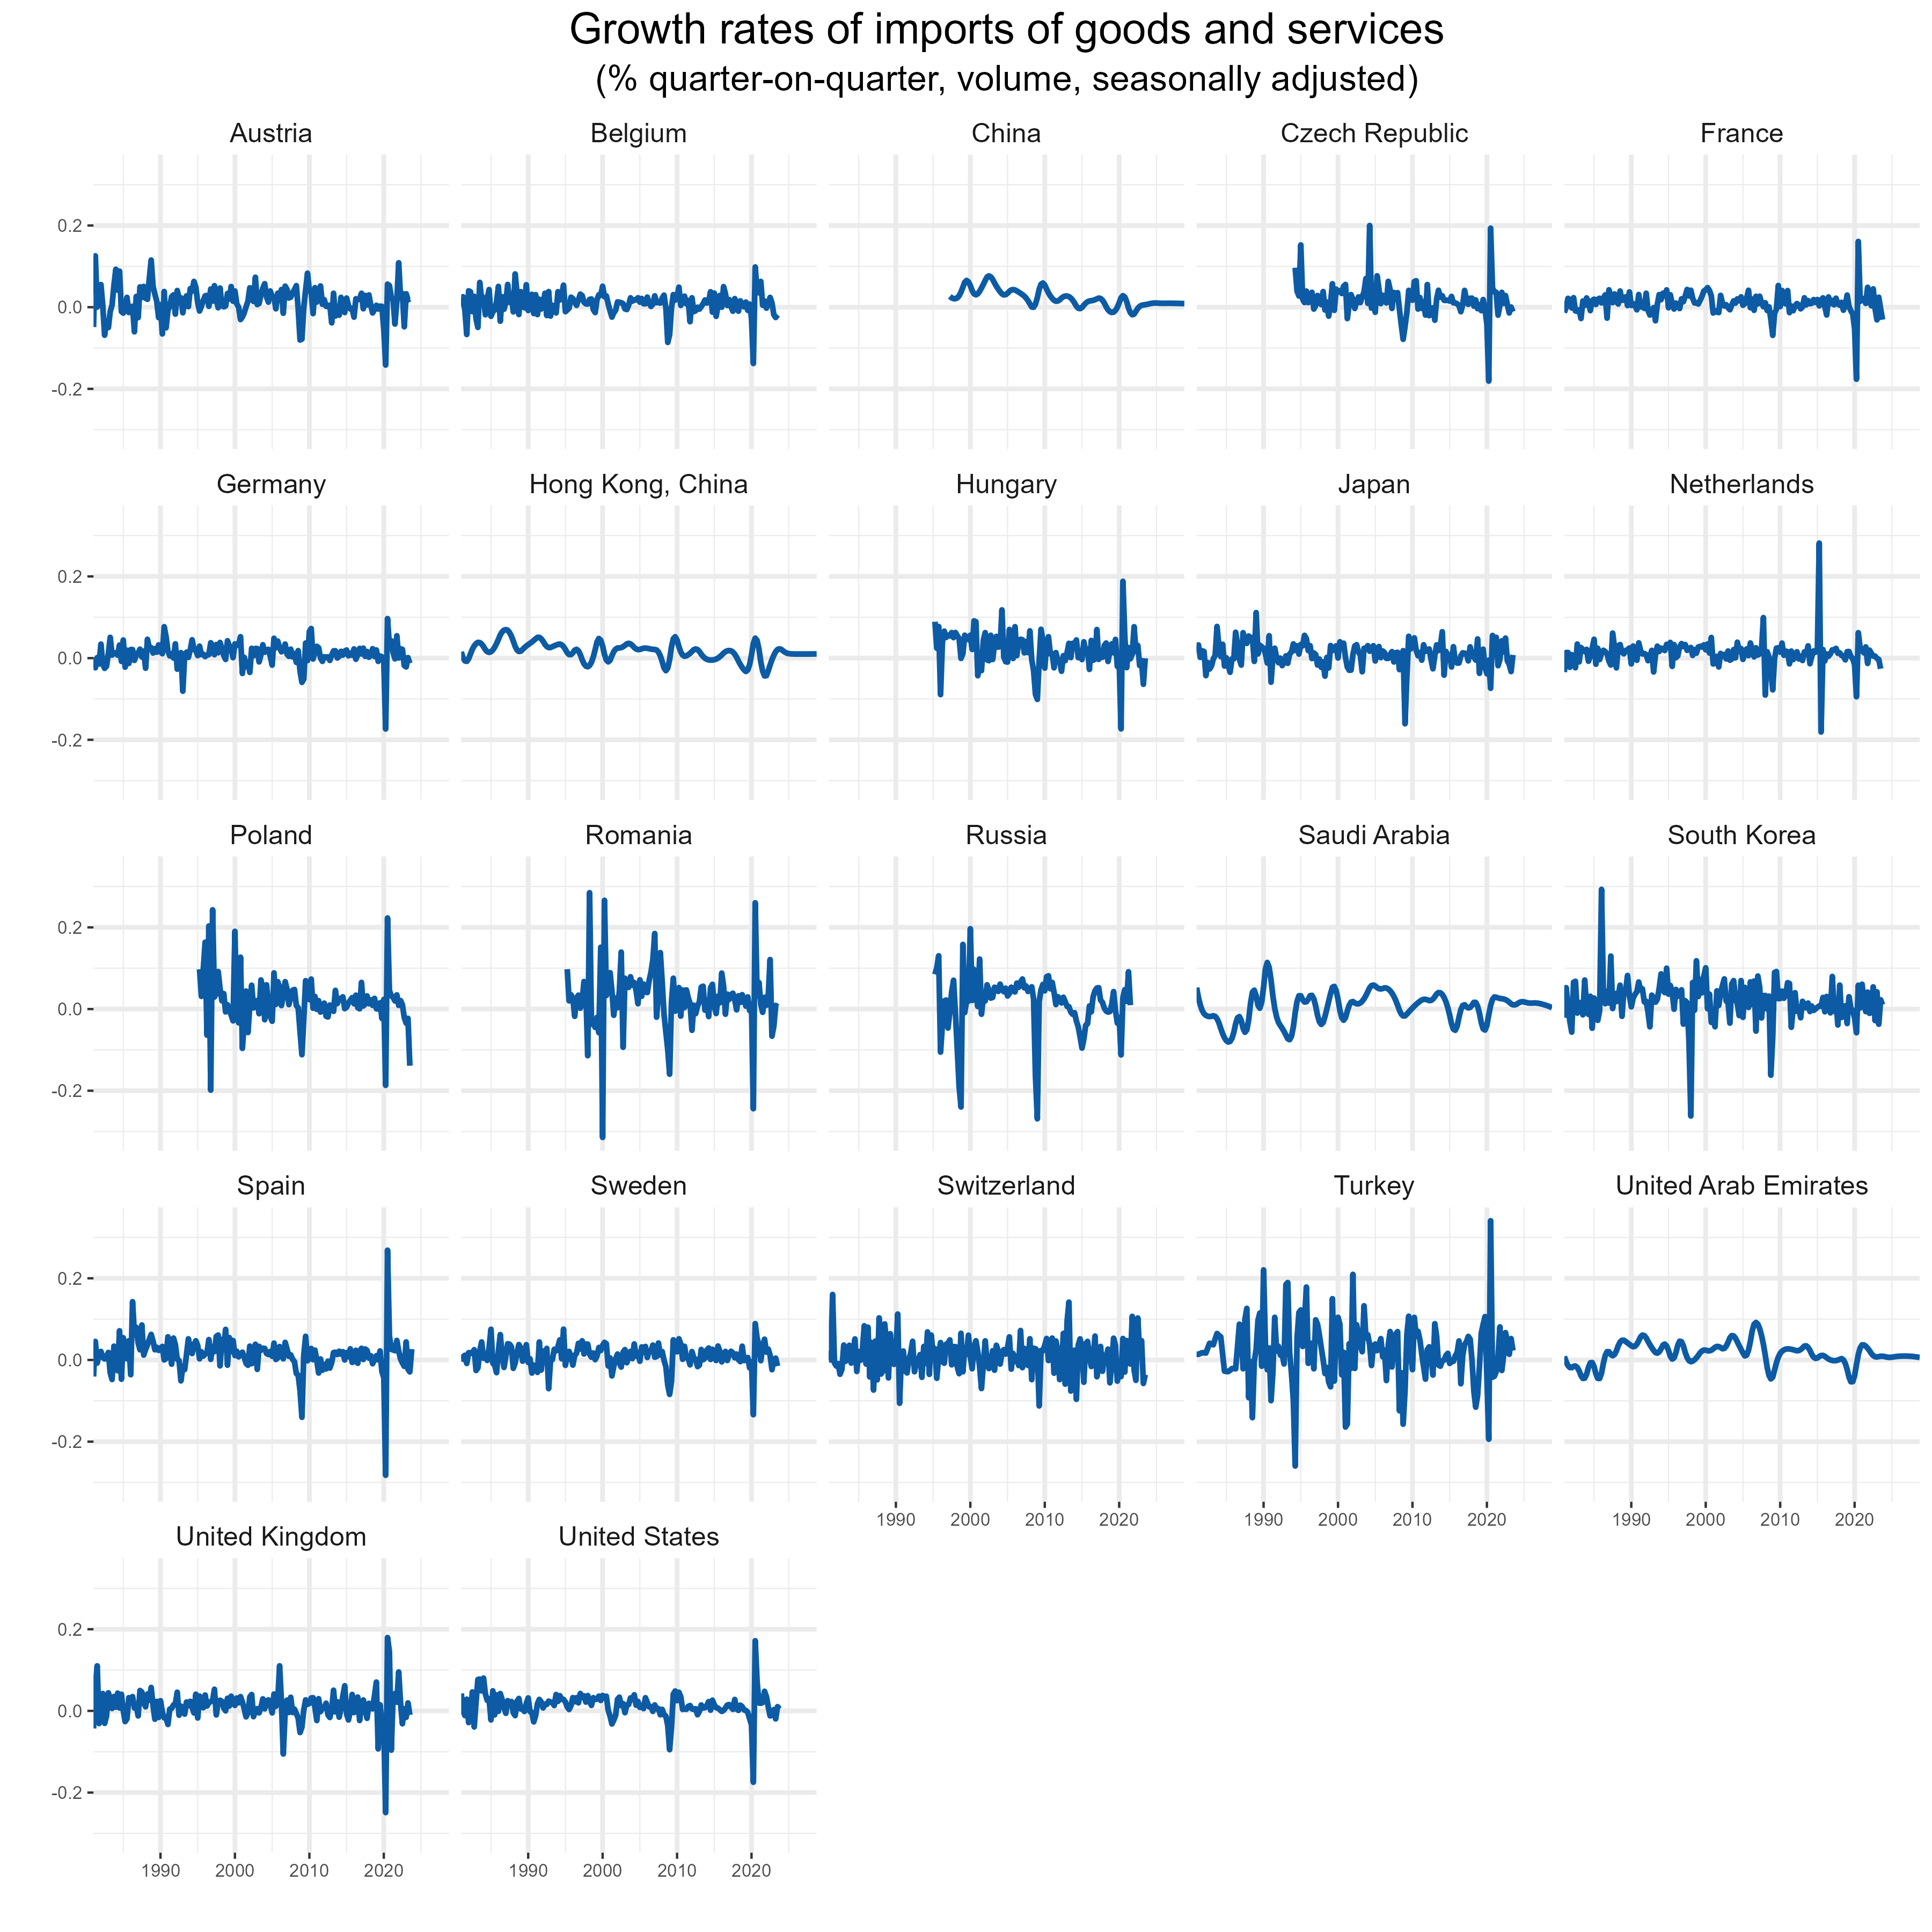 Growth rates of imports of goods and services
(% quarter-on-quarter, volume, seasonally adjusted)
Austria
Belgium
China
Czech Republic
France
0.2
0.0
-0.2
Germany
Hong Kong, China
Hungary
Japan
Netherlands
0.2
0.0
-0.2
Poland
Romania
Russia
Saudi Arabia
South Korea
0.2
0.0
-0.2
Spain
Sweden
Switzerland
Turkey
United Arab Emirates
0.2
0.0
-0.2
1990 2000 2010 2020
1990 2000 2010 2020
1990 2000 2010 2020
United Kingdom
United States
0.2
0.0
-0.2
1990 2000 2010 2020
1990 2000 2010 2020